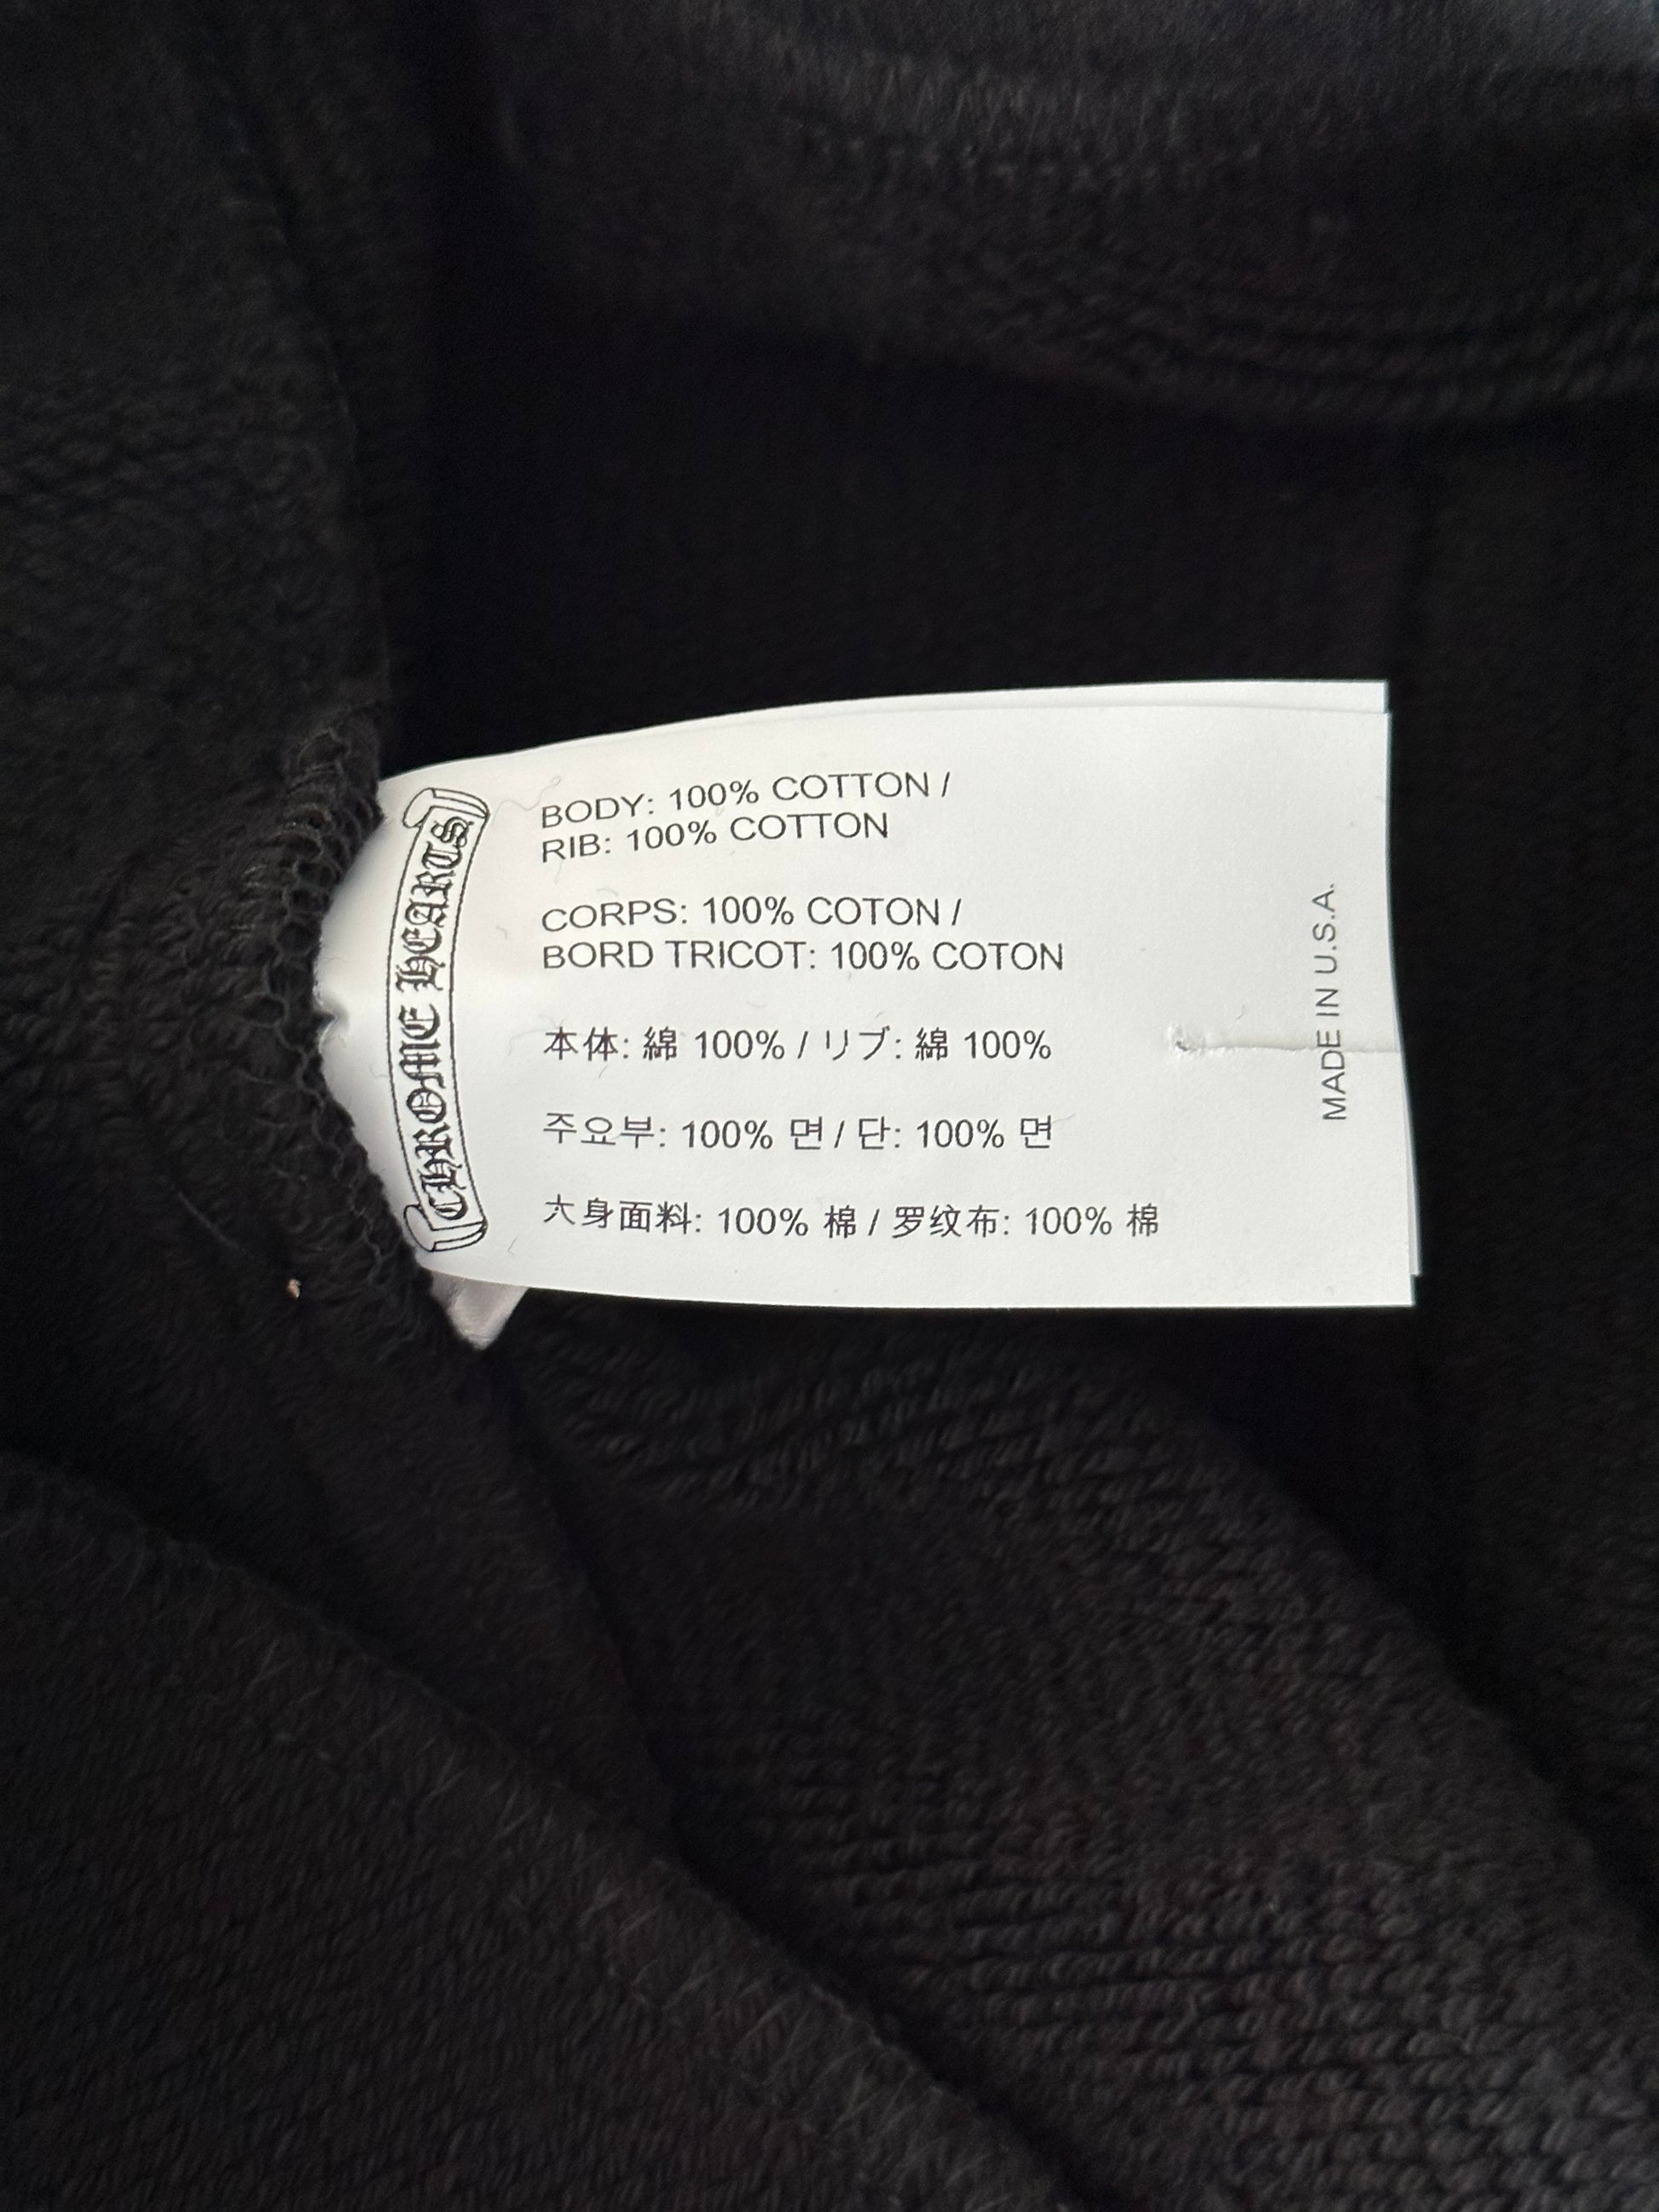 CHROME HEARTS
BODY: 100% COTTON /
RIB: 100% COTTON
CORPS: 100% COTON /
BORD TRICOT: 100% COTON
本体: 綿 100% / リブ: 綿 100%
주요부: 100% 면 / 단: 100% 면
大身面料: 100% 棉 / 罗纹布: 100% 棉
MADE IN U.S.A.